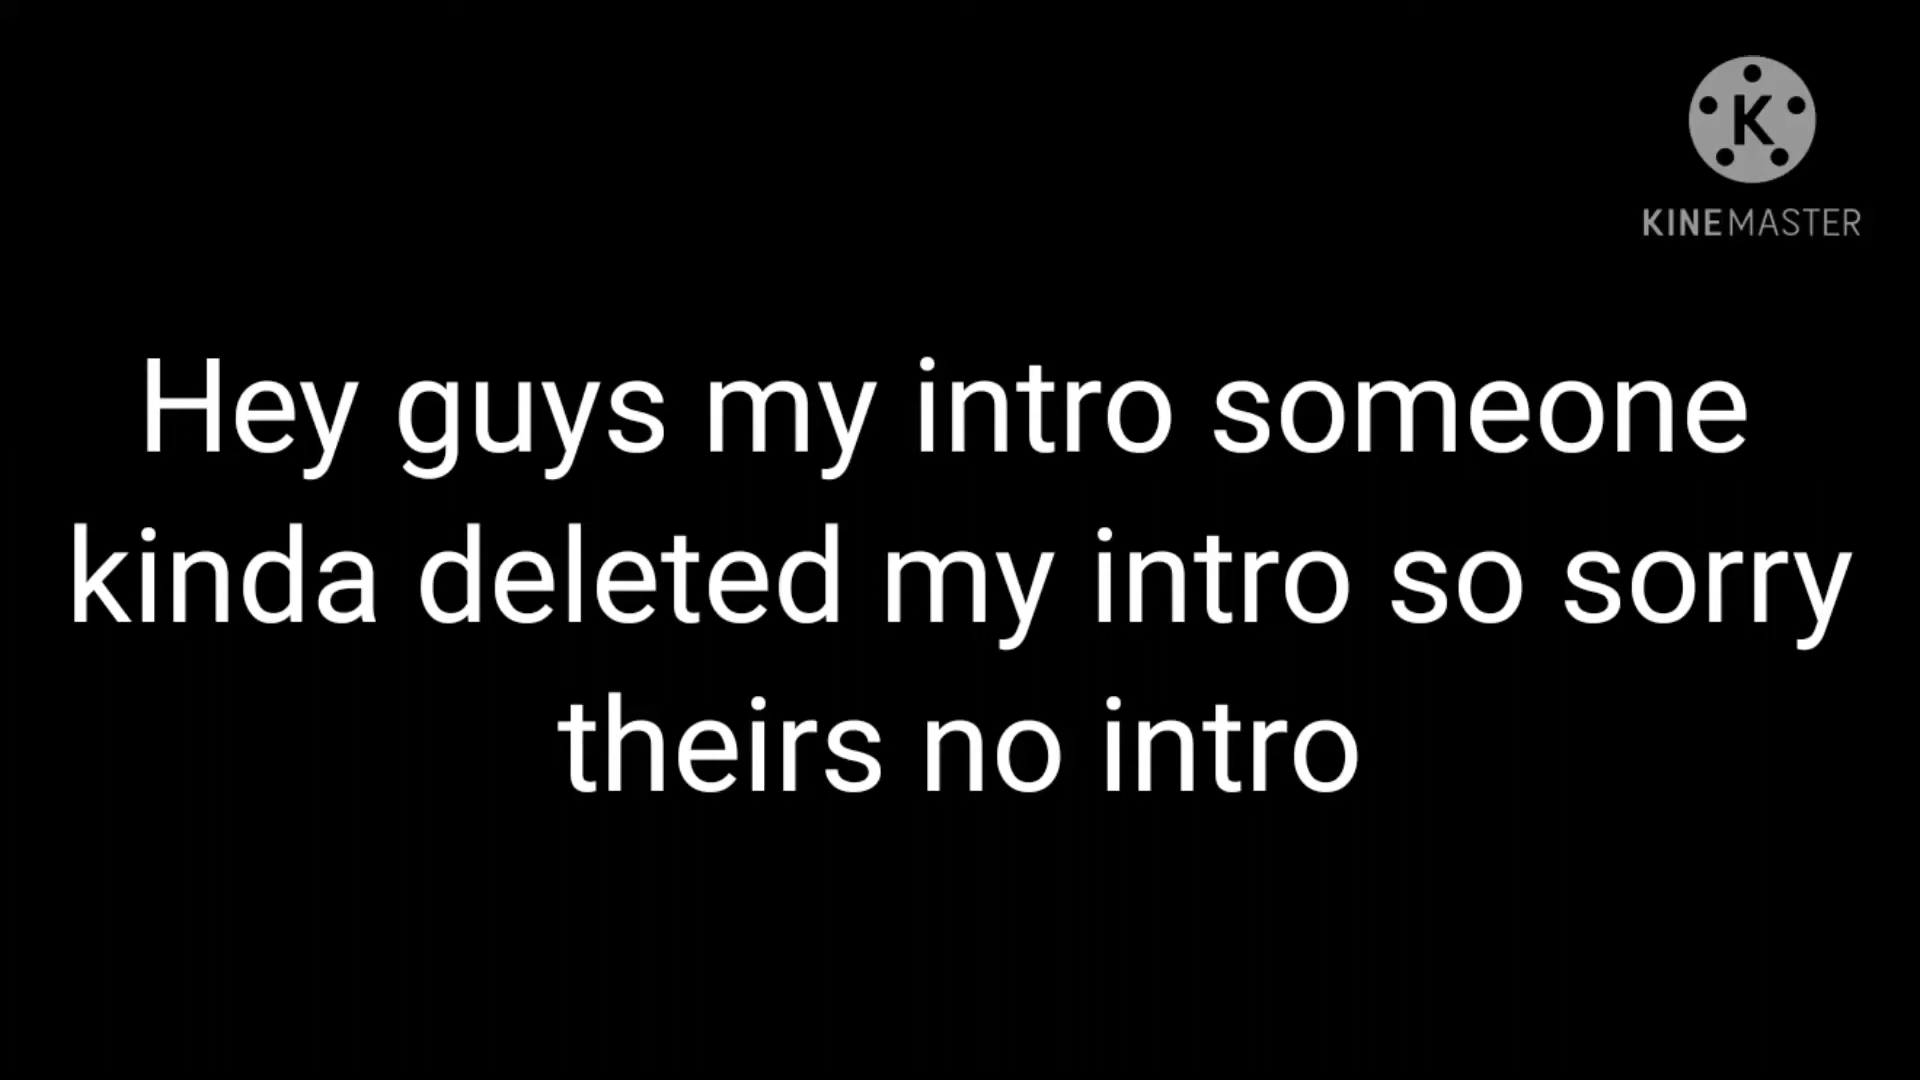 K
KINEMASTER
Hey guys my intro someone
kinda deleted my intro so sorry
theirs no intro